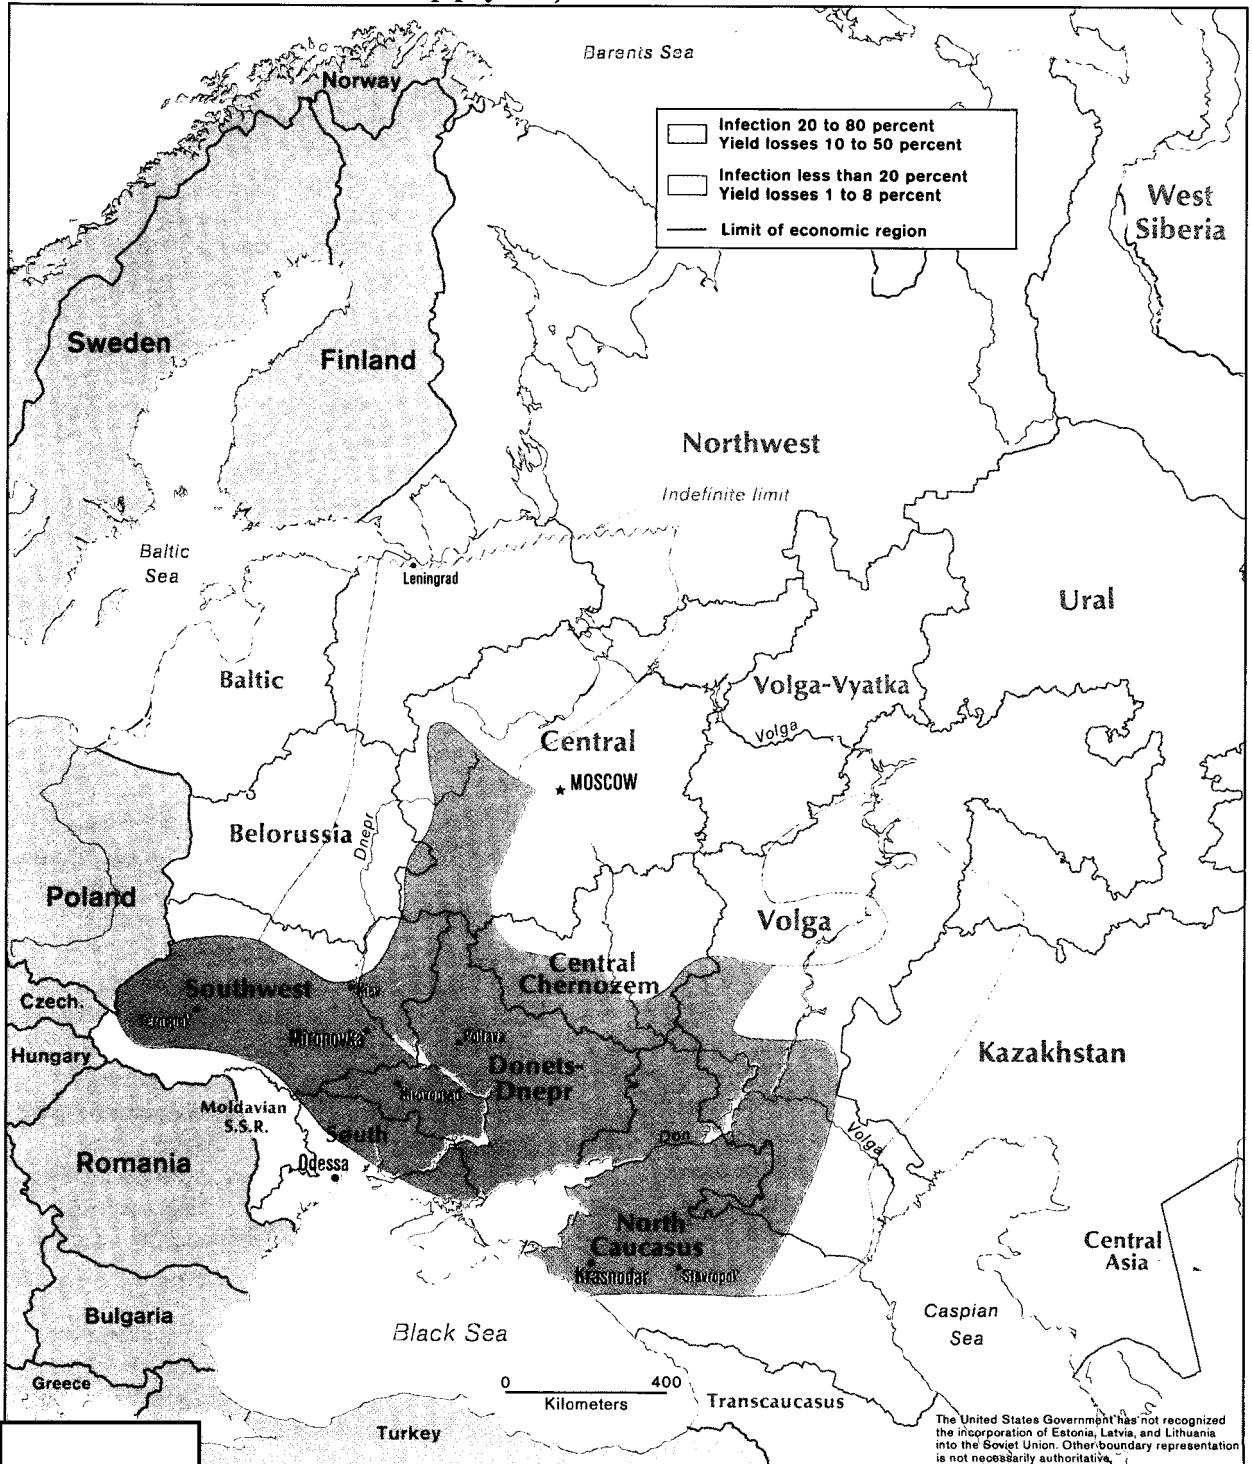 Barents Sea
Norway
Infection 20 to 80 percent
Yield losses 10 to 50 percent
Infection less than 20 percent
Yield losses 1 to 8 percent
Limit of economic region
West
Siberia
Sweden
Finland
Northwest
Indefinite limit
Baltic
Sea
Leningrad
Ural
Baltic
Volga-Vyatka
Volga
Central
MOSCOW
Belorussia
Dnepr
Poland
Volga
Central
Chernozem
Southwest
Kiev
Czech.
Mironovka
Poltava
Hungary
Donets-
Dnepr
Kazakhstan
Kirovograd
Moldavian
S.S.R.
South
Don
Volga
Romania
Odessa
North
Caucasus
Krasnodar
Stavropol'
Central
Asia
Bulgaria
Black Sea
Caspian
Sea
Greece
0 400
Kilometers
Transcaucasus
Turkey
The United States Government has not recognized
the incorporation of Estonia, Latvia, and Lithuania
into the Soviet Union. Other boundary representation
is not necessarily authoritative.